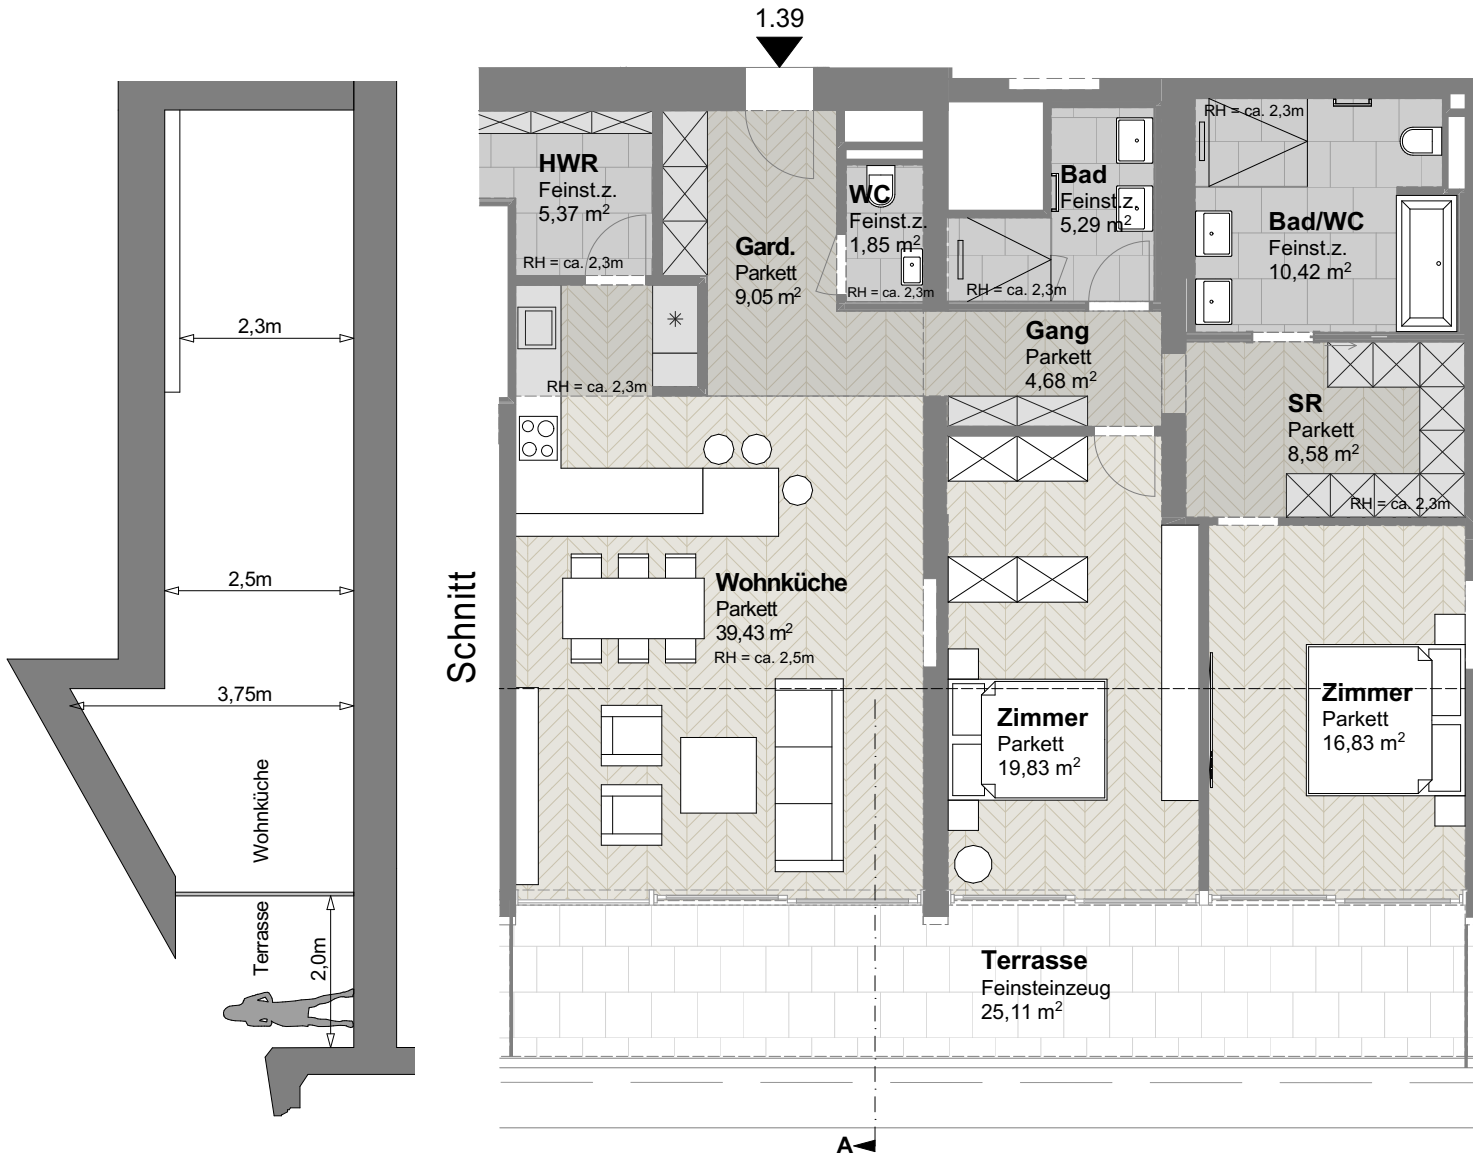 1.39
HWR
Feinst.z.
5,37 m²
RH = ca. 2,3m
Gard.
Parkett
9,05 m²
WC
Feinst.z.
1,85 m²
RH = ca. 2,3m
Bad
Feinst.z.
5,29 m²
RH = ca. 2,3m
RH = ca. 2,3m
Bad/WC
Feinst.z.
10,42 m²
Gang
Parkett
4,68 m²
RH = ca. 2,3m
SR
Parkett
8,58 m²
RH = ca. 2,3m
Wohnküche
Parkett
39,43 m²
RH = ca. 2,5m
Zimmer
Parkett
19,83 m²
Zimmer
Parkett
16,83 m²
Terrasse
Feinsteinzeug
25,11 m²
A
Schnitt
2,3m
2,5m
3,75m
Wohnküche
Terrasse
2,0m